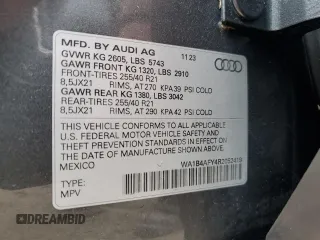 MFD. BY AUDI AG 11 23
GVWR KG 2605, LBS 5743
GAWR FRONT KG 1320, LBS 2910
FRONT-TIRES 255/40 R21
8,5JX21 RIMS, AT 270 KPA 39 PSI COLD
GAWR REAR KG 1380, LBS 3042
REAR-TIRES 255/40 R21
8,5JX21 RIMS, AT 290 KPA 42 PSI COLD
THIS VEHICLE CONFORMS TO ALL APPLICABLE
U.S. FEDERAL MOTOR VEHICLE SAFETY AND
THEFT PREVENTION STANDARDS IN EFFECT
ON THE DATE OF MANUFACTURE SHOWN ABOVE.
MEXICO
TYPE:
MPV
DREAMBID
.com